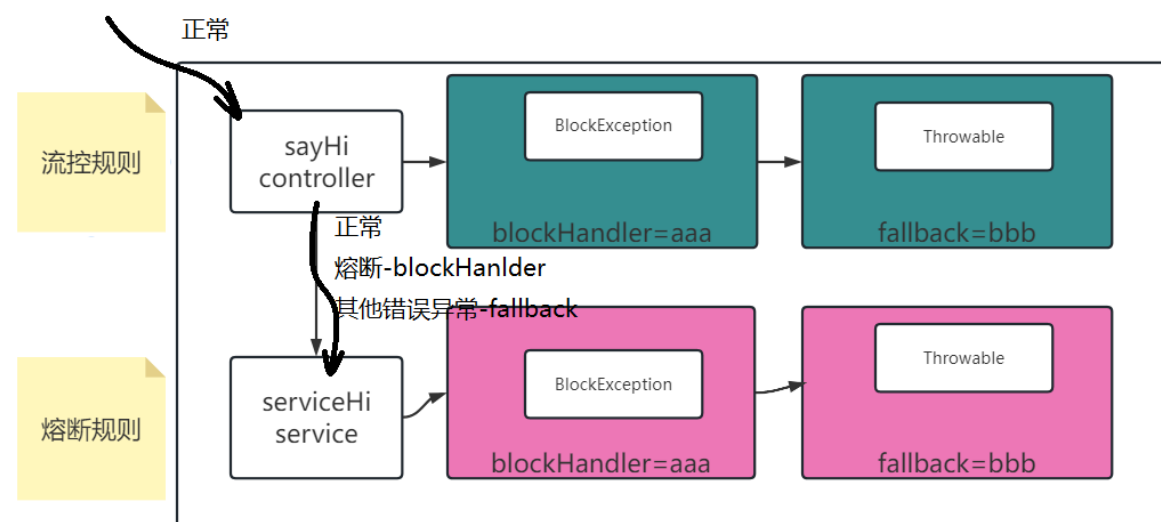 正常
流控规则
sayHi
controller
BlockException
blockHandler=aaa
Throwable
fallback=bbb
正常
熔断-blockHanlder
其他错误异常-fallback
熔断规则
serviceHi
service
BlockException
blockHandler=aaa
Throwable
fallback=bbb